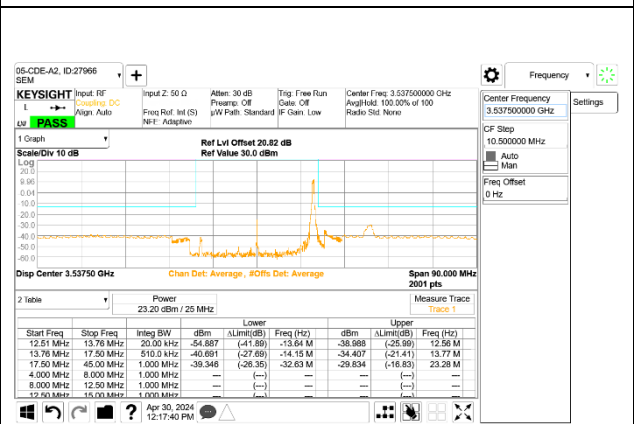 05-CDE-A2, ID:27966
SEM
Frequency
KEYSIGHT Input: RF Input Z: 50 Ω Atten: 30 dB Trig: Free Run Center Freq: 3.537500000 GHz
Coupling: DC Preamp: Off Gate: Off Avg|Hold: 100.00% of 100
L Align: Auto Freq Ref: Int (S) µW Path: Standard IF Gain: Low Radio Std: None
PASS NFE: Adaptive
Center Frequency
3.537500000 GHz
Settings
CF Step
10.500000 MHz
Auto
Man
Freq Offset
0 Hz
1 Graph
Ref Lvl Offset 20.82 dB
Scale/Div 10 dB Ref Value 30.0 dBm
Log
20.0
9.96
0.04
-10.0
-20.0
-30.0
-40.0
-50.0
-60.0
Disp Center 3.53750 GHz Chan Det: Average , #Offs Det: Average Span 90.000 MHz
2001 pts
2 Table Power Measure Trace
23.20 dBm / 25 MHz Trace 1
Lower Upper
Start Freq Stop Freq Integ BW dBm ΔLimit(dB) Freq (Hz) dBm ΔLimit(dB) Freq (Hz)
12.51 MHz 13.76 MHz 20.00 kHz -54.887 (-41.89) -13.64 M -38.988 (-25.99) 12.56 M
13.76 MHz 17.50 MHz 510.0 kHz -40.691 (-27.69) -14.15 M -34.407 (-21.41) 13.77 M
17.50 MHz 45.00 MHz 1.000 MHz -39.346 (-26.35) -32.63 M -29.834 (-16.83) 23.28 M
4.000 MHz 8.000 MHz 1.000 MHz --- (---) --- --- (---) ---
8.000 MHz 12.50 MHz 1.000 MHz --- (---) --- --- (---) ---
12.50 MHz 15.00 MHz 1.000 MHz --- (---) --- --- (---) ---
Apr 30, 2024
12:17:40 PM